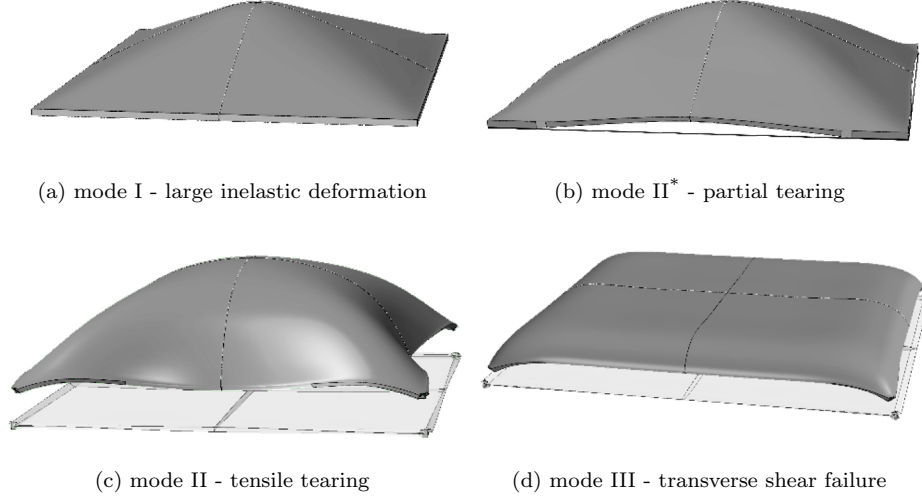 (a) mode I - large inelastic deformation
(b) mode II* - partial tearing
(c) mode II - tensile tearing
(d) mode III - transverse shear failure